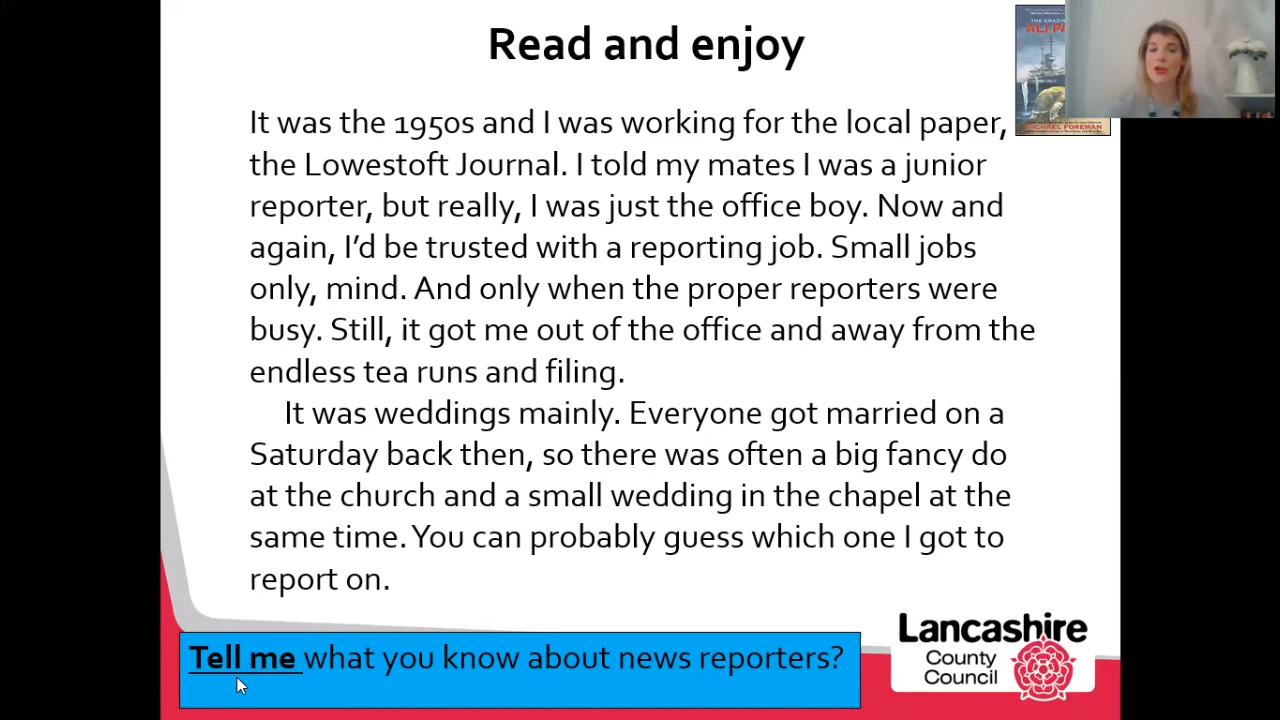 Read and enjoy
It was the 1950s and I was working for the local paper,
the Lowestoft Journal. I told my mates I was a junior
reporter, but really, I was just the office boy. Now and
again, I’d be trusted with a reporting job. Small jobs
only, mind. And only when the proper reporters were
busy. Still, it got me out of the office and away from the
endless tea runs and filing.
It was weddings mainly. Everyone got married on a
Saturday back then, so there was often a big fancy do
at the church and a small wedding in the chapel at the
same time. You can probably guess which one I got to
report on.
Tell me what you know about news reporters?
Lancashire
County
Council
MICHAEL FOREMAN